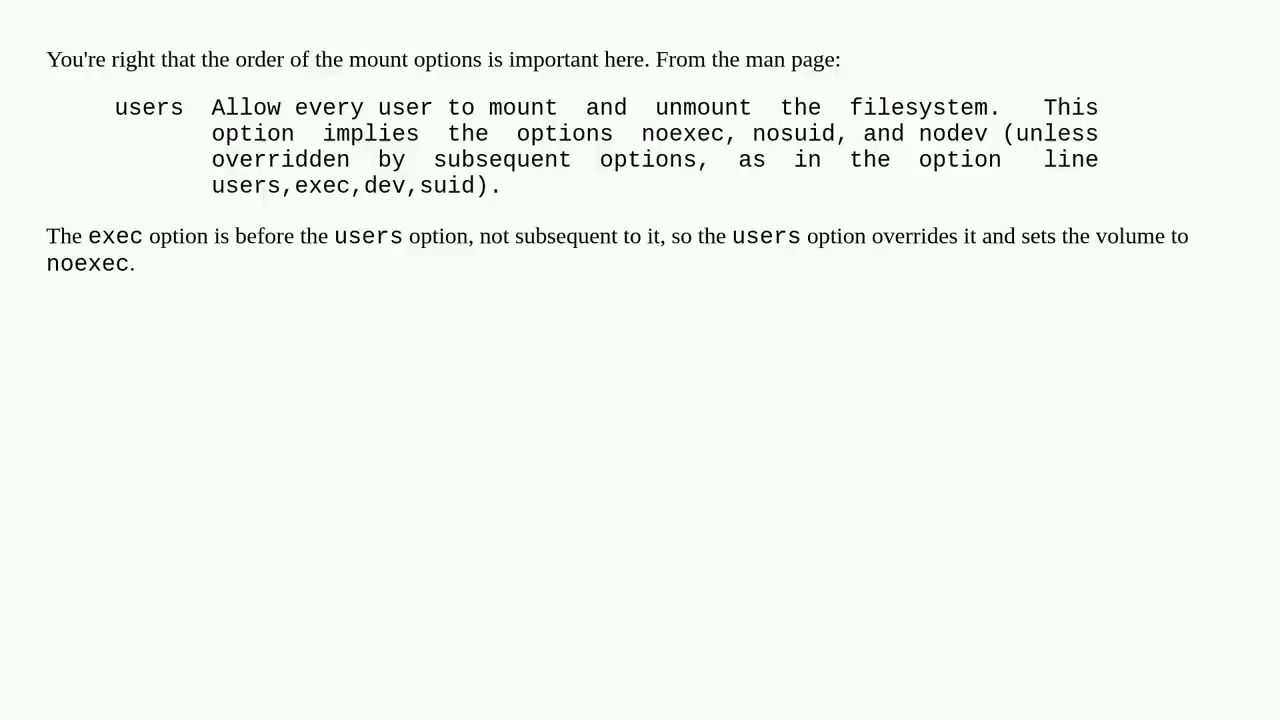 You're right that the order of the mount options is important here. From the man page:
users  Allow every user to mount  and  unmount  the  filesystem.   This
option  implies  the  options  noexec, nosuid, and nodev (unless
overridden  by  subsequent  options,  as  in  the  option   line
users,exec,dev,suid).
The exec option is before the users option, not subsequent to it, so the users option overrides it and sets the volume to
noexec.